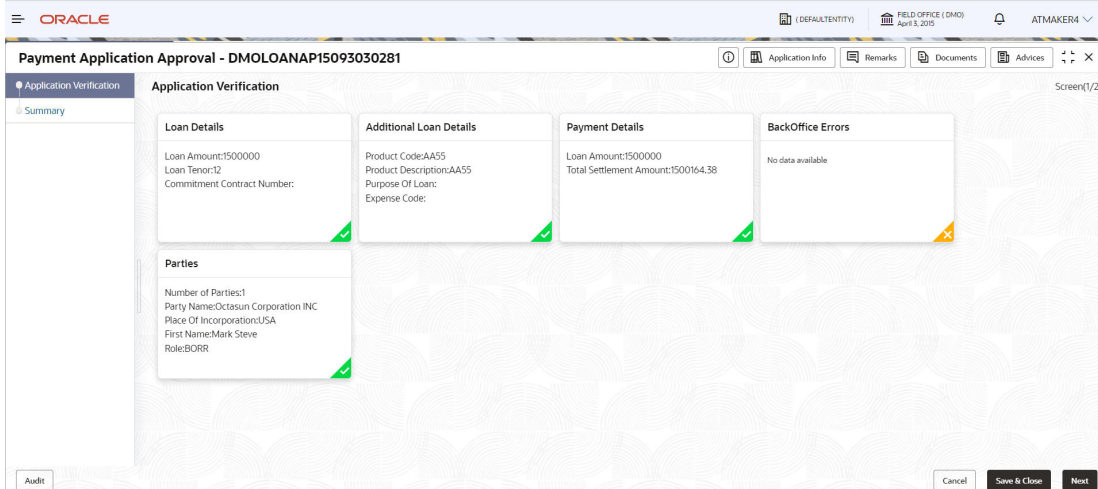 ORACLE
(DEFAULTENTITY)
FIELD OFFICE (DMO)
April 3, 2015
ATMAKER4
Payment Application Approval - DMOLOANAP15093030281
Application Info
Remarks
Documents
Advices
Application Verification
Summary
Application Verification
Screen(1/2
Loan Details
Loan Amount:1500000
Loan Tenor:12
Commitment Contract Number:
Additional Loan Details
Product Code:AA55
Product Description:AA55
Purpose Of Loan:
Expense Code:
Payment Details
Loan Amount:1500000
Total Settlement Amount:1500164.38
BackOffice Errors
No data available
Parties
Number of Parties:1
Party Name:Octasun Corporation INC
Place Of Incorporation:USA
First Name:Mark Steve
Role:BORR
Audit
Cancel
Save & Close
Next